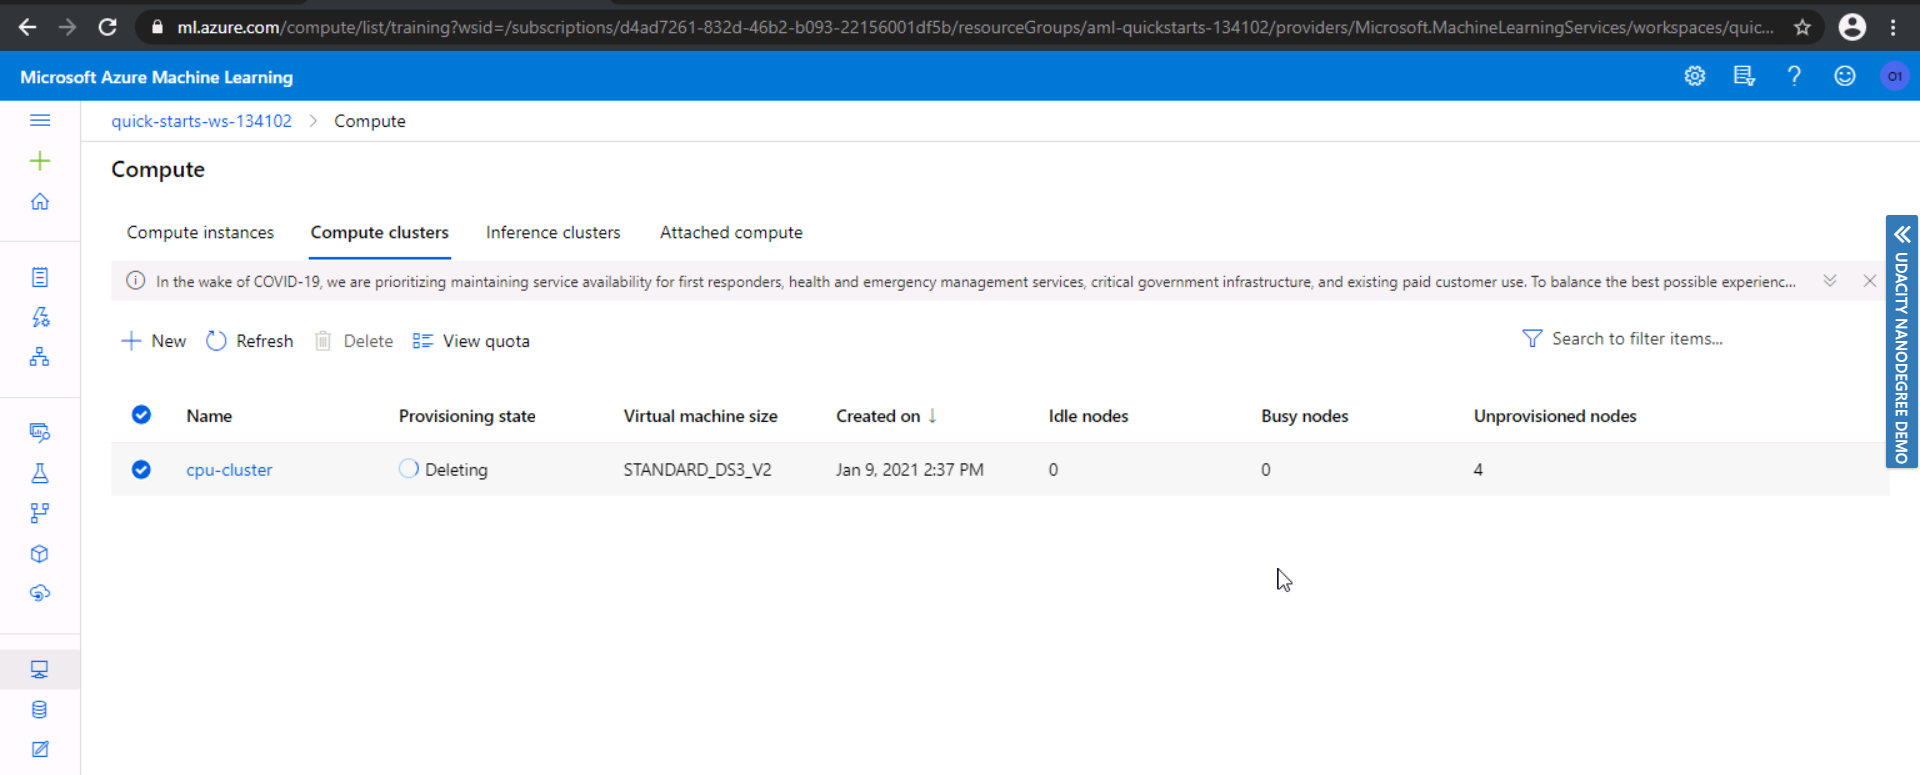 ml.azure.com/compute/list/training?wsid=/subscriptions/d4ad7261-832d-46b2-b093-22156001df5b/resourceGroups/aml-quickstarts-134102/providers/Microsoft.MachineLearningServices/workspaces/quic...
Microsoft Azure Machine Learning
O1
quick-starts-ws-134102 > Compute
Compute
Compute instances Compute clusters Inference clusters Attached compute
In the wake of COVID-19, we are prioritizing maintaining service availability for first responders, health and emergency management services, critical government infrastructure, and existing paid customer use. To balance the best possible experienc...
New Refresh Delete View quota Search to filter items...
Name Provisioning state Virtual machine size Created on ↓ Idle nodes Busy nodes Unprovisioned nodes
cpu-cluster Deleting STANDARD_DS3_V2 Jan 9, 2021 2:37 PM 0 0 4
UDACITY NANODEGREE DEMO